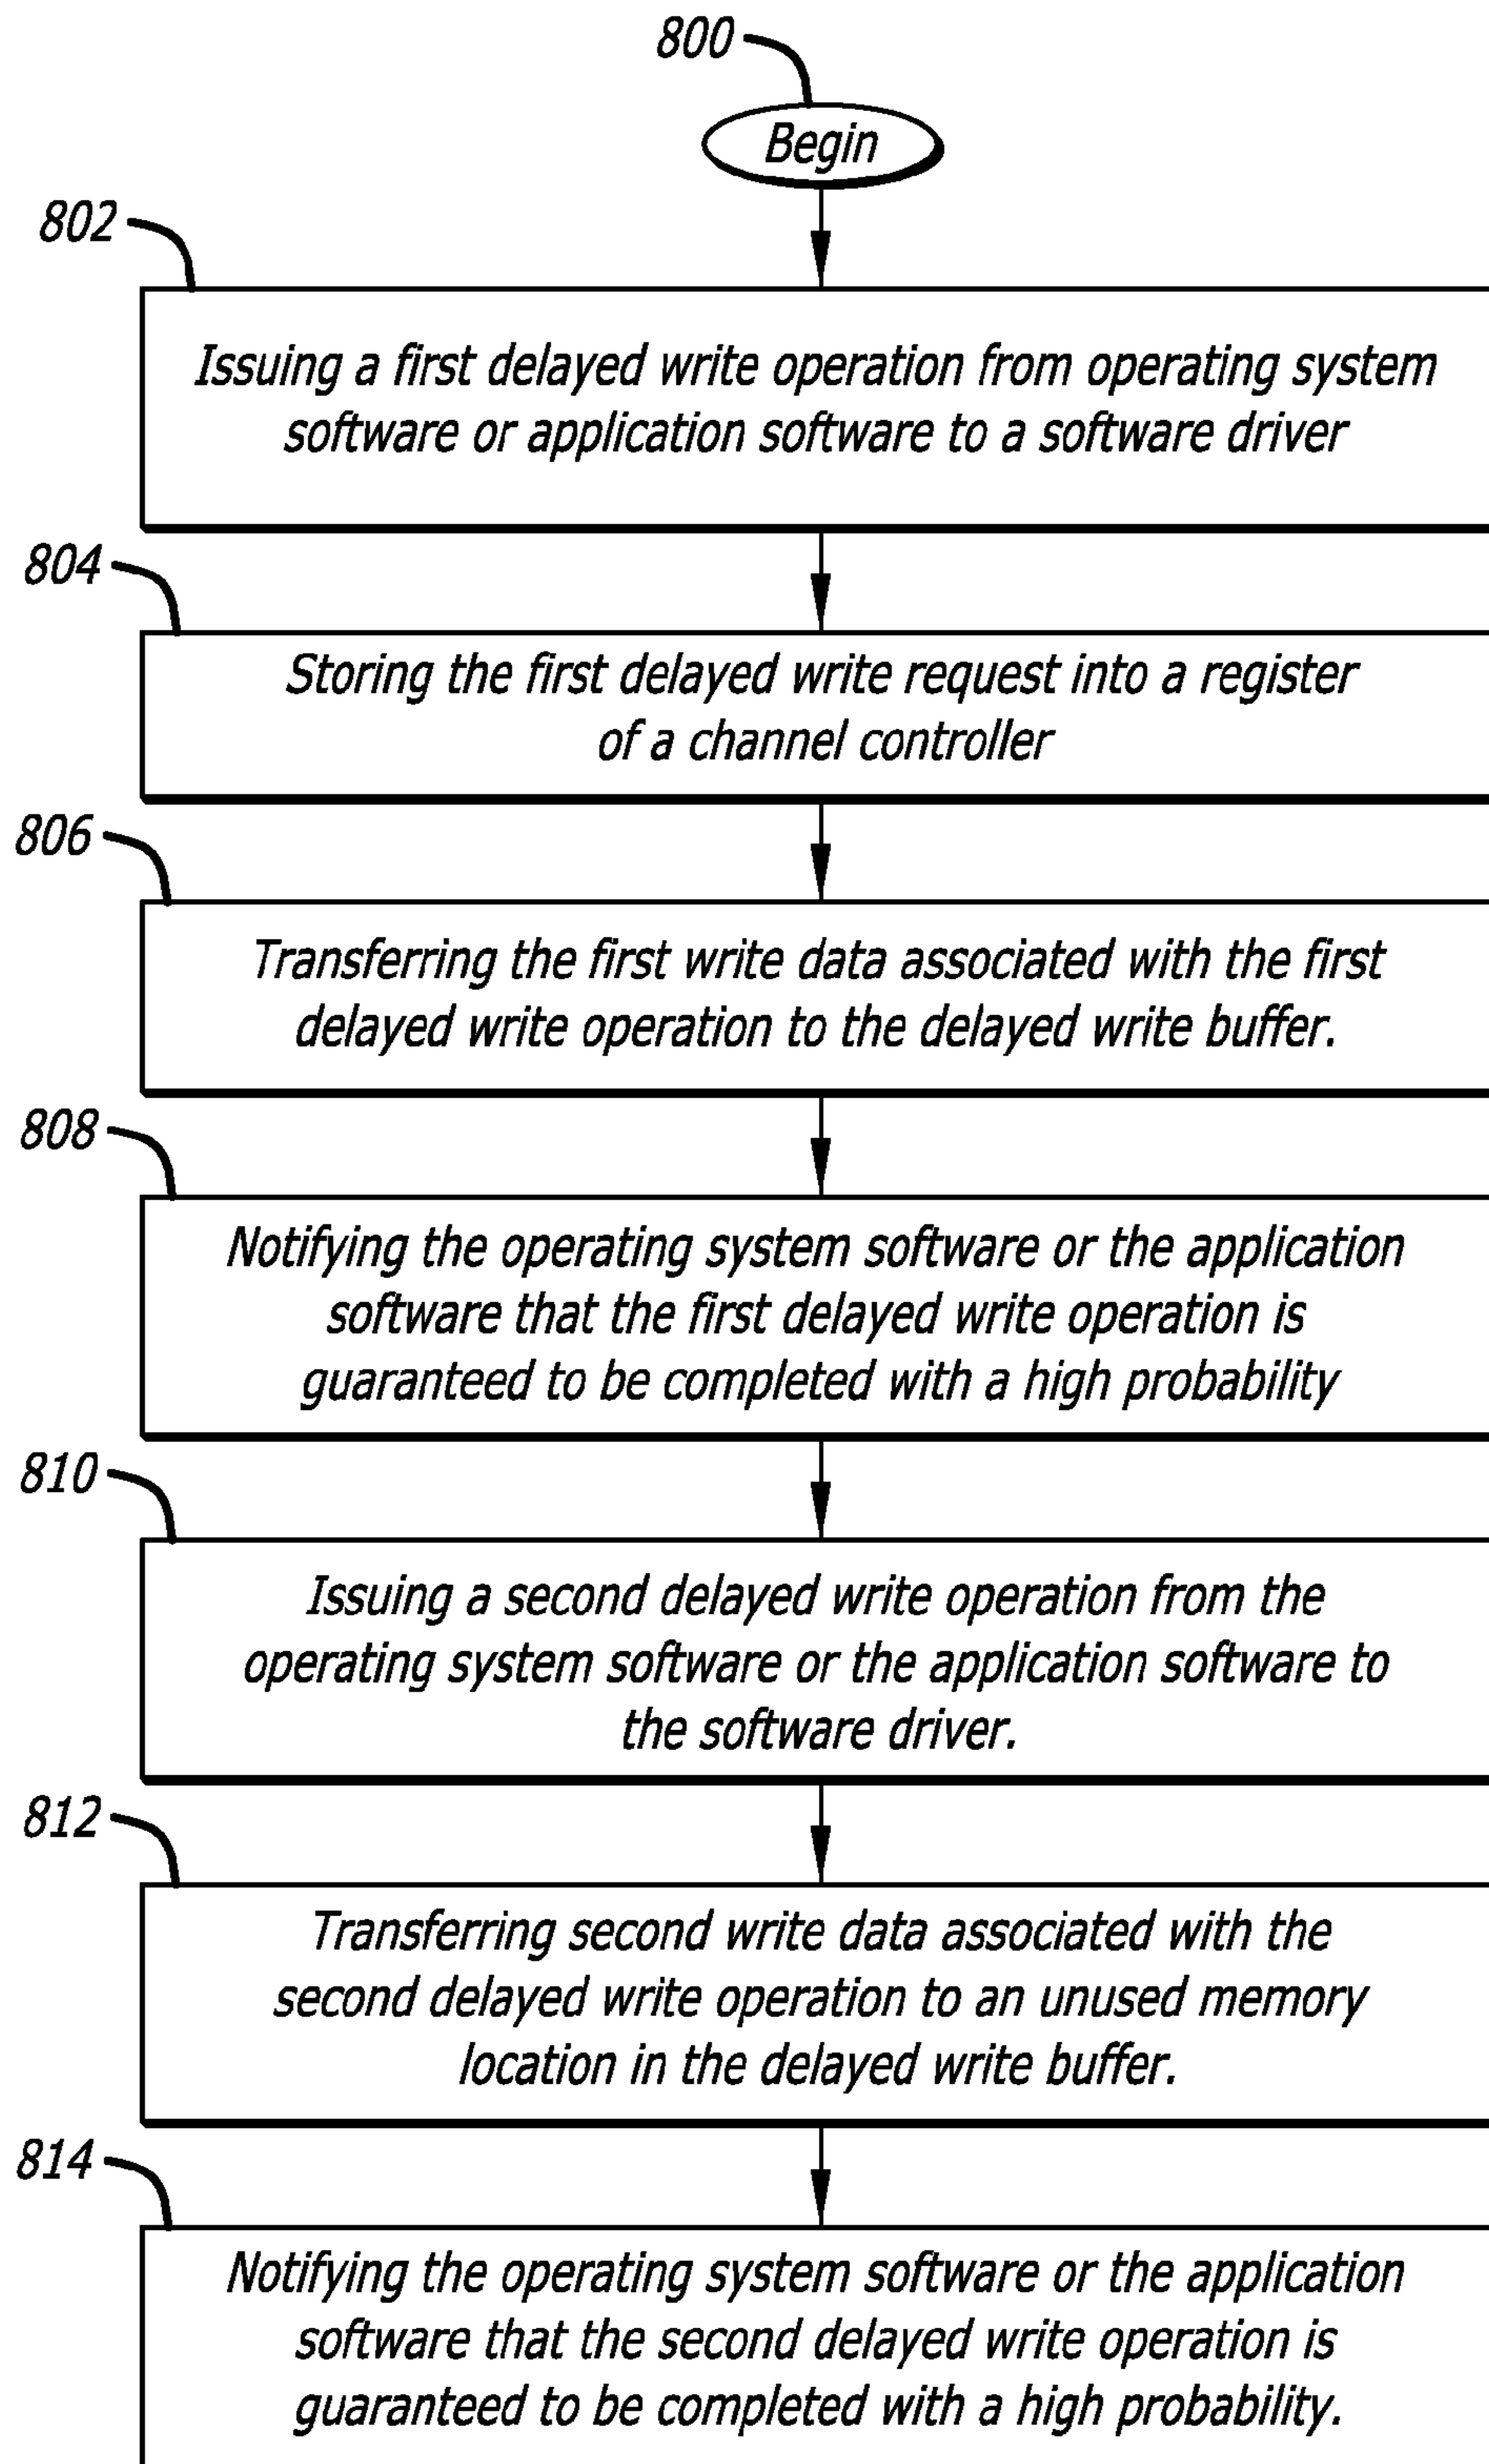 800
Begin
802
Issuing a first delayed write operation from operating system
software or application software to a software driver
804
Storing the first delayed write request into a register
of a channel controller
806
Transferring the first write data associated with the first
delayed write operation to the delayed write buffer.
808
Notifying the operating system software or the application
software that the first delayed write operation is
guaranteed to be completed with a high probability
810
Issuing a second delayed write operation from the
operating system software or the application software to
the software driver.
812
Transferring second write data associated with the
second delayed write operation to an unused memory
location in the delayed write buffer.
814
Notifying the operating system software or the application
software that the second delayed write operation is
guaranteed to be completed with a high probability.